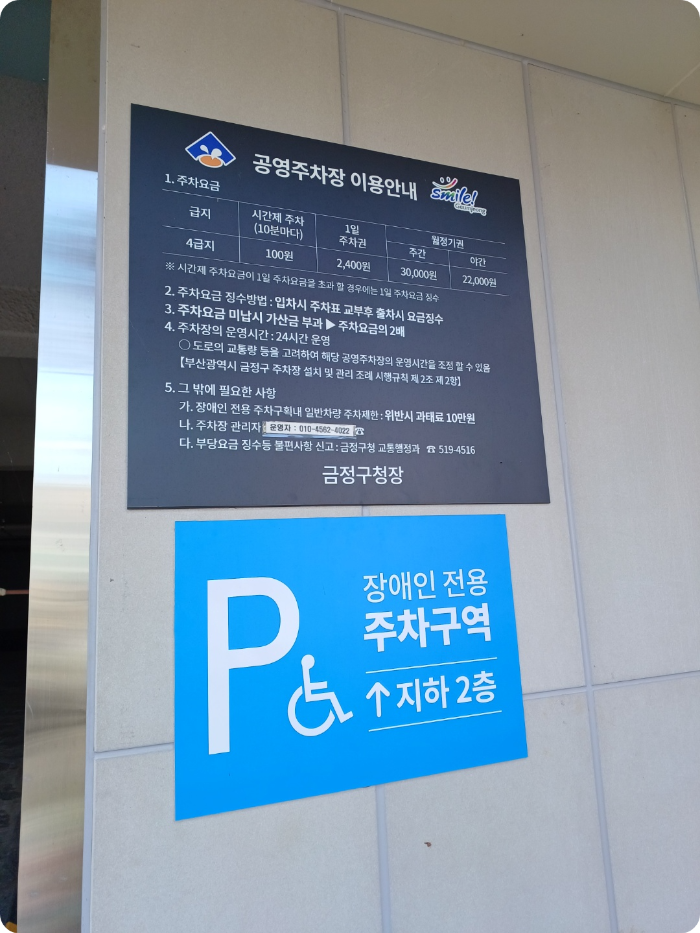 공영주차장 이용안내
smile!
Geumjeong
1. 주차요금
급지 시간제 주차 (10분마다) 1일 주차권 월정기권
주간 야간
4급지 100원 2,400원 30,000원 22,000원
※ 시간제 주차요금이 1일 주차요금을 초과 할 경우에는 1일 주차요금 징수
2. 주차요금 징수방법 : 입차시 주차표 교부후 출차시 요금징수
3. 주차요금 미납시 가산금 부과 ▶ 주차요금의 2배
4. 주차장의 운영시간 : 24시간 운영
○ 도로의 교통량 등을 고려하여 해당 공영주차장의 운영시간을 조정 할 수 있음
【부산광역시 금정구 주차장 설치 및 관리 조례 시행규칙 제 2조 제 2항】
5. 그 밖에 필요한 사항
가. 장애인 전용 주차구획내 일반차량 주차제한 : 위반시 과태료 10만원
나. 주차장 관리자 운영자 : 010-4562-4022 ☎
다. 부당요금 징수등 불편사항 신고 : 금정구청 교통행정과 ☎ 519-4516
금정구청장
P
장애인 전용
주차구역
↑ 지하 2층